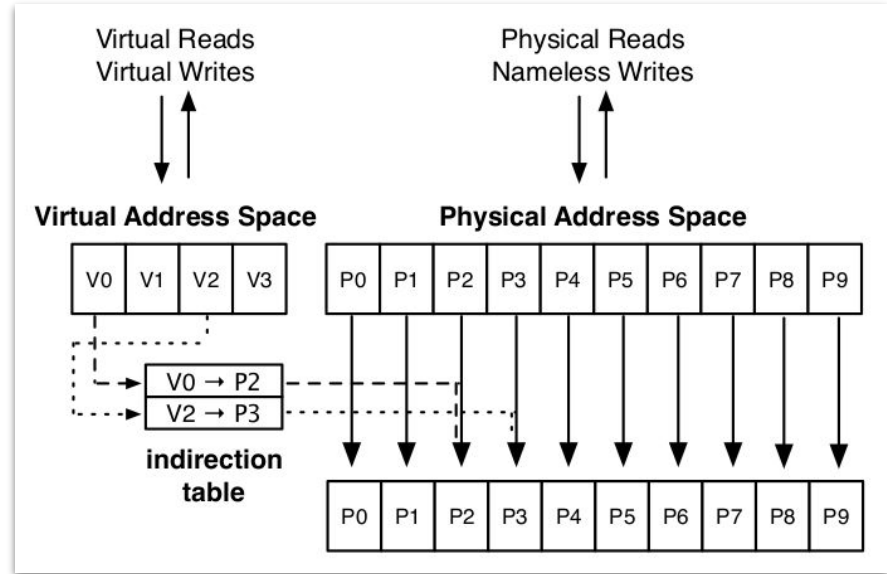 Virtual Reads
Virtual Writes
Physical Reads
Nameless Writes
Virtual Address Space
Physical Address Space
V0 V1 V2 V3
P0 P1 P2 P3 P4 P5 P6 P7 P8 P9
V0 → P2
V2 → P3
indirection
table
P0 P1 P2 P3 P4 P5 P6 P7 P8 P9